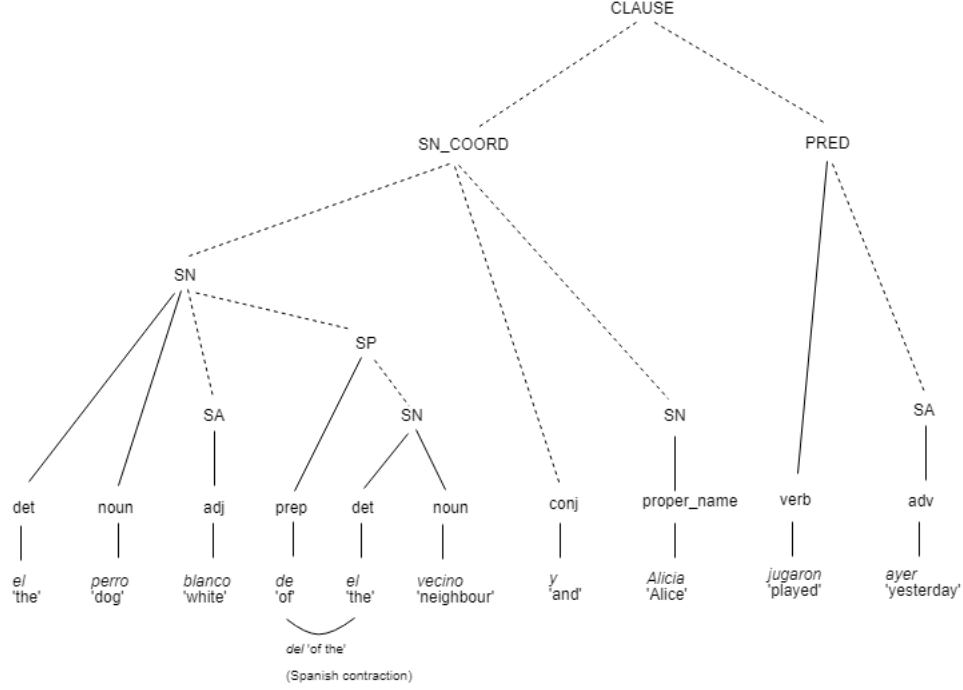 CLAUSE
SN_COORD PRED
SN
SP
SA SN SN SA
det noun adj prep det noun conj proper_name verb adv
el perro blanco de el vecino y Alicia jugaron ayer
'the' 'dog' 'white' 'of' 'the' 'neighbour' 'and' 'Alice' 'played' 'yesterday'
del 'of the'
(Spanish contraction)